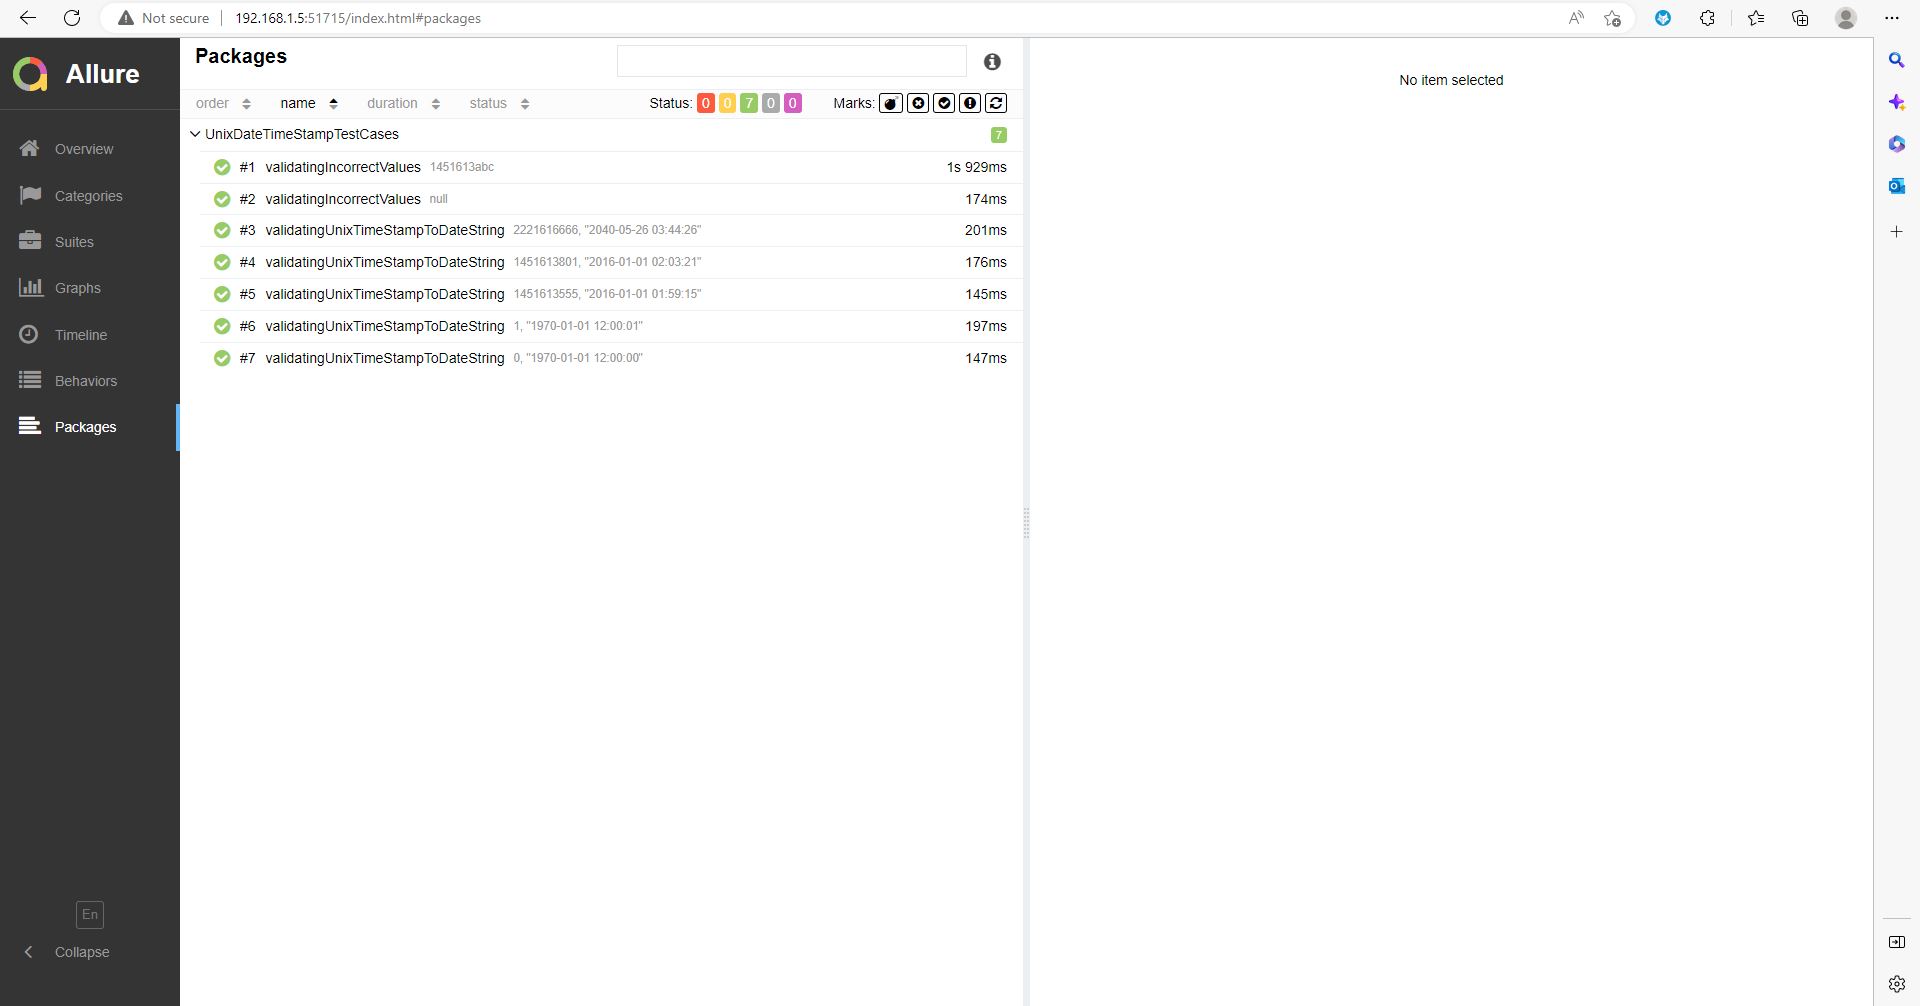 Not secure 192.168.1.5:51715/index.html#packages
Allure
Overview
Categories
Suites
Graphs
Timeline
Behaviors
Packages
En
Collapse
Packages
order name duration status Status: 0 0 7 0 0 Marks:
UnixDateTimeStampTestCases 7
#1 validatingIncorrectValues 1451613abc 1s 929ms
#2 validatingIncorrectValues null 174ms
#3 validatingUnixTimeStampToDateString 2221616666, "2040-05-26 03:44:26" 201ms
#4 validatingUnixTimeStampToDateString 1451613801, "2016-01-01 02:03:21" 176ms
#5 validatingUnixTimeStampToDateString 1451613555, "2016-01-01 01:59:15" 145ms
#6 validatingUnixTimeStampToDateString 1, "1970-01-01 12:00:01" 197ms
#7 validatingUnixTimeStampToDateString 0, "1970-01-01 12:00:00" 147ms
No item selected